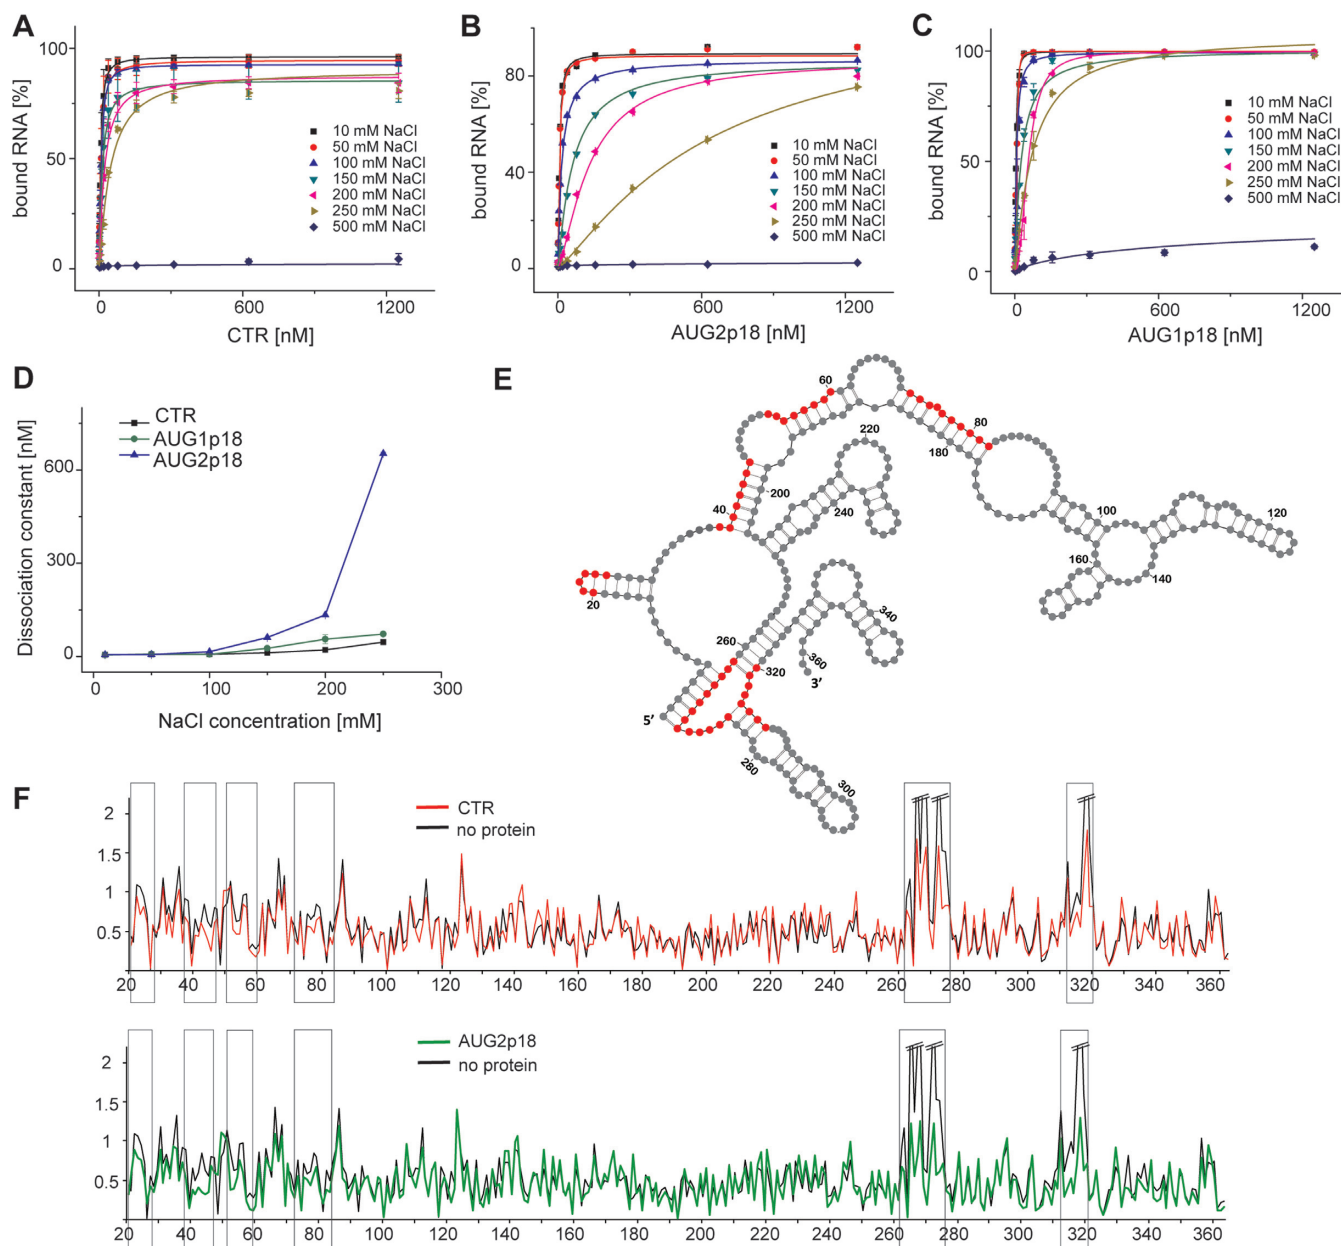 A
100
50
0
bound RNA [%]
10 mM NaCl
50 mM NaCl
100 mM NaCl
150 mM NaCl
200 mM NaCl
250 mM NaCl
500 mM NaCl
0 600 1200
CTR [nM]
B
80
40
0
bound RNA [%]
10 mM NaCl
50 mM NaCl
100 mM NaCl
150 mM NaCl
200 mM NaCl
250 mM NaCl
500 mM NaCl
0 600 1200
AUG2p18 [nM]
C
100
50
0
bound RNA [%]
10 mM NaCl
50 mM NaCl
100 mM NaCl
150 mM NaCl
200 mM NaCl
250 mM NaCl
500 mM NaCl
0 600 1200
AUG1p18 [nM]
D
CTR
AUG1p18
AUG2p18
600
300
0
Dissociation constant [nM]
0 100 200 300
NaCl concentration [mM]
E
60
220
80
180
200
40
240
100
120
160
140
20
340
260
320
360
3'
5'
280
300
F
CTR
no protein
2
1.5
1
0.5
20 40 60 80 100 120 140 160 180 200 220 240 260 280 300 320 340 360
AUG2p18
no protein
2
1.5
1
0.5
20 40 60 80 100 120 140 160 180 200 220 240 260 280 300 320 340 360